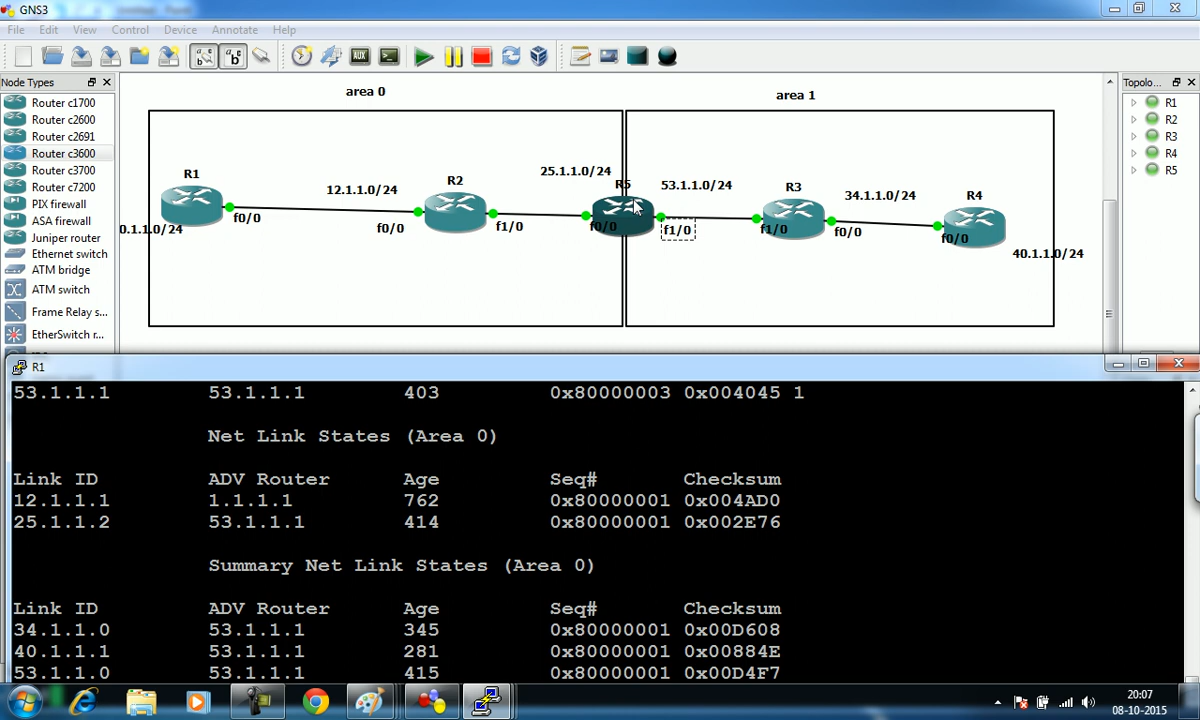 GNS3
File Edit View Control Device Annotate Help
Node Types
Topolo...
Router c1700
Router c2600
Router c2691
Router c3600
Router c3700
Router c7200
PIX firewall
ASA firewall
Juniper router
Ethernet switch
ATM bridge
ATM switch
Frame Relay s...
EtherSwitch r...
area 0
area 1
R1
R2
R3
R4
R5
R1
f0/0
0.1.1.0/24
12.1.1.0/24
R2
f0/0
f1/0
25.1.1.0/24
R5
f0/0
f1/0
53.1.1.0/24
R3
f1/0
f0/0
34.1.1.0/24
R4
f0/0
40.1.1.0/24
R1
53.1.1.1 53.1.1.1 403 0x80000003 0x004045 1
Net Link States (Area 0)
Link ID ADV Router Age Seq# Checksum
12.1.1.1 1.1.1.1 762 0x80000001 0x004AD0
25.1.1.2 53.1.1.1 414 0x80000001 0x002E76
Summary Net Link States (Area 0)
Link ID ADV Router Age Seq# Checksum
34.1.1.0 53.1.1.1 345 0x80000001 0x00D608
40.1.1.1 53.1.1.1 281 0x80000001 0x00884E
53.1.1.0 53.1.1.1 415 0x80000001 0x00D4F7
20:07
08-10-2015